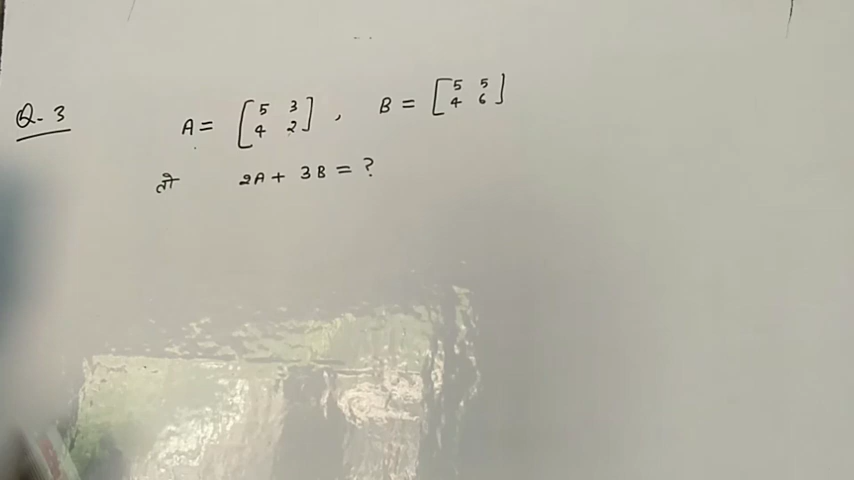 Q-3 A = [5 3 4 2], B = [5 5 4 6]
तो 2A + 3B = ?